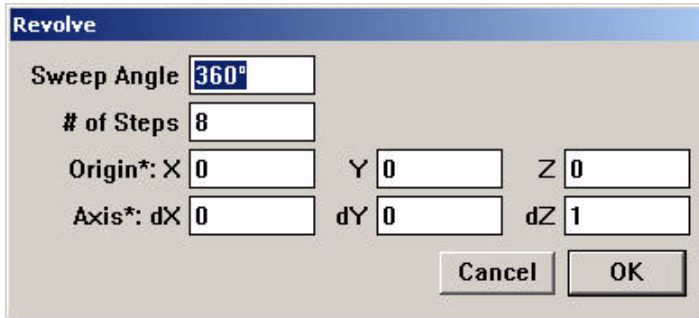 Revolve
Sweep Angle 360°
# of Steps 8
Origin*: X 0 Y 0 Z 0
Axis*: dX 0 dY 0 dZ 1
Cancel OK